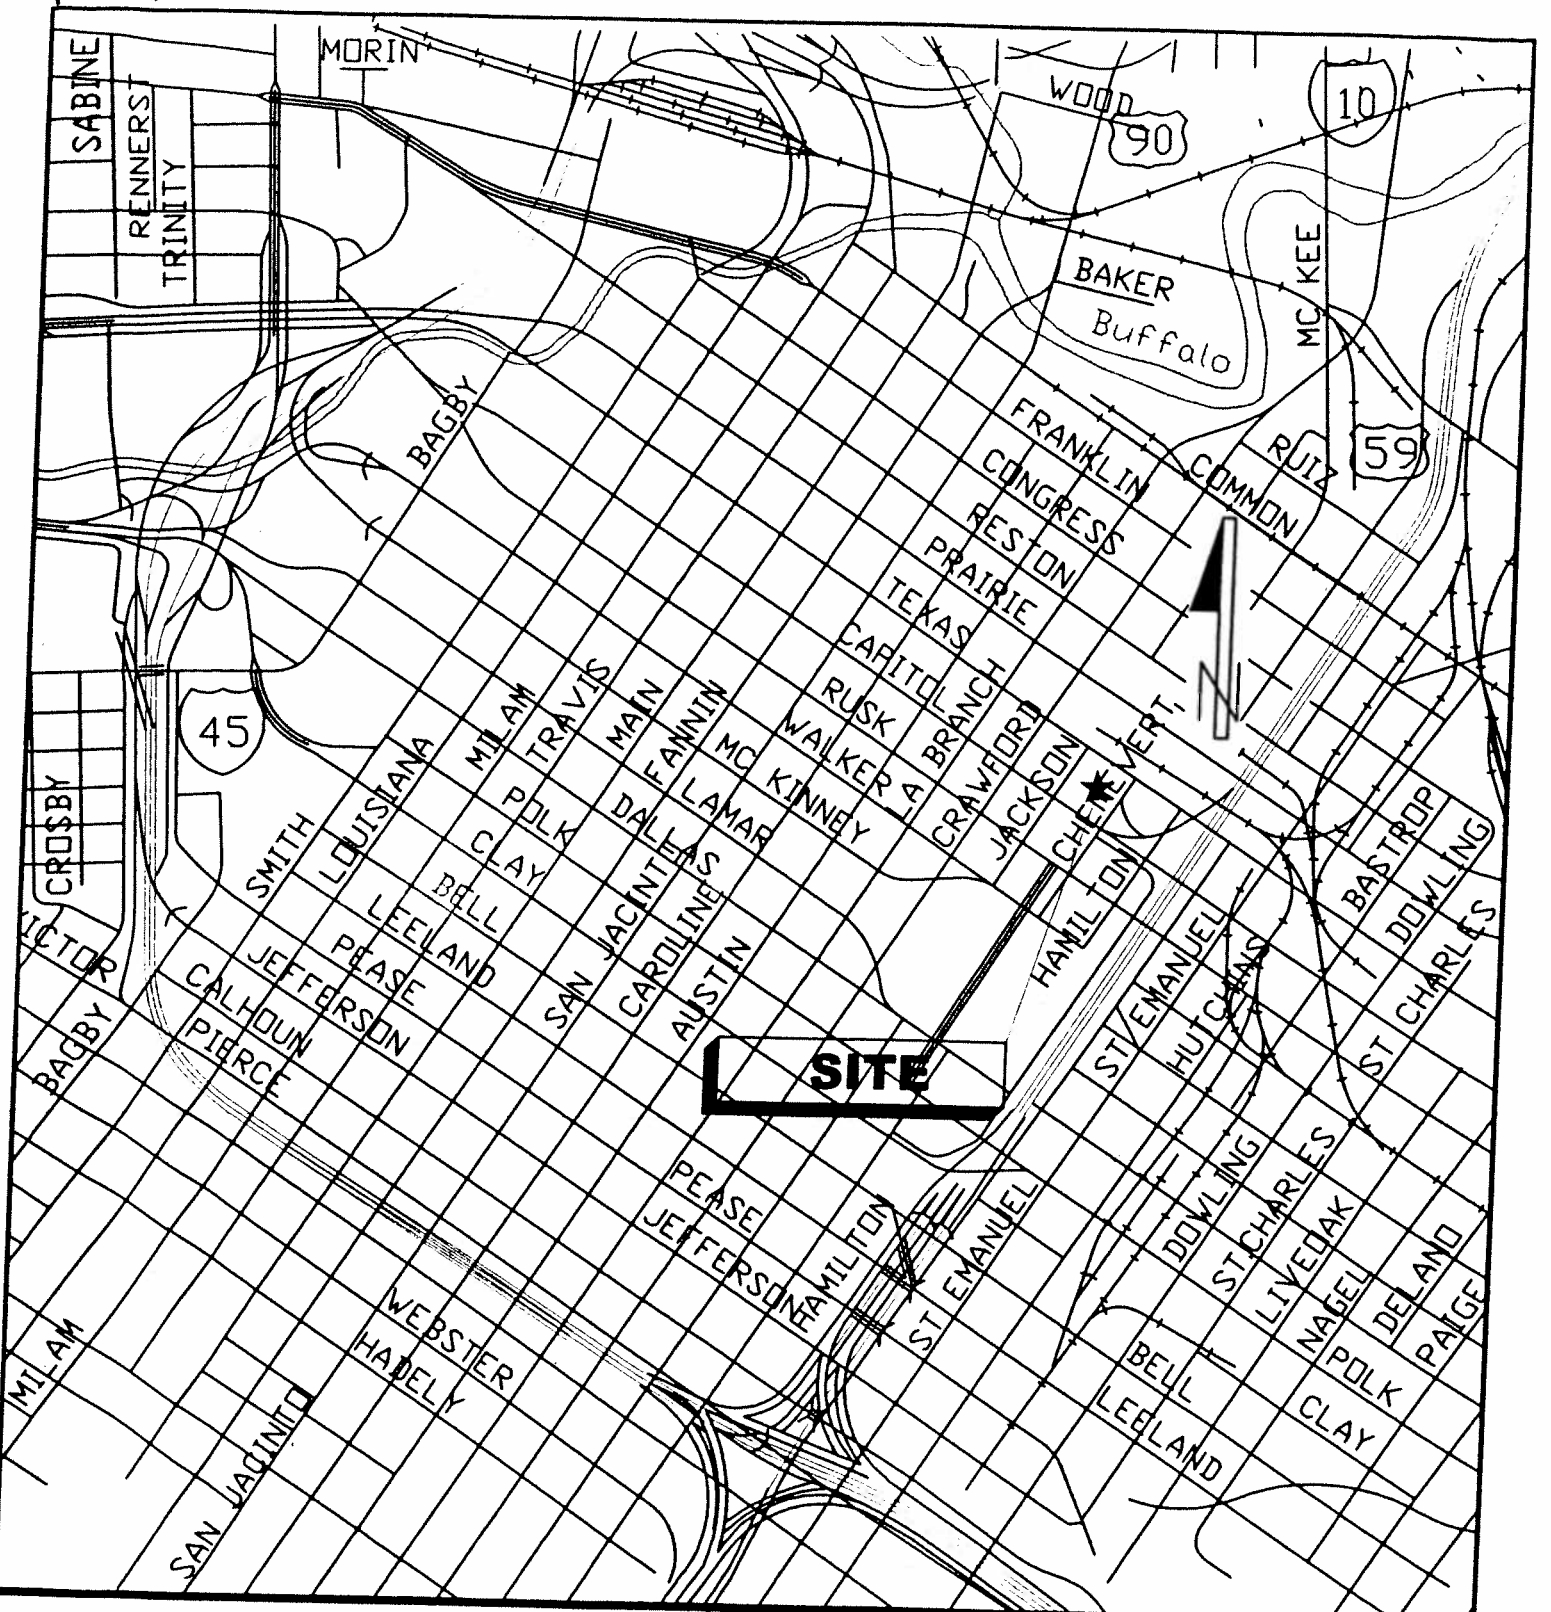 MORIN
SABINE
RENNERST
TRINITY
WOOD
90
10
MC KEE
BAKER
Buffalo
BAGBY
FRANKLIN
RUIZ
59
CONGRESS
COMMON
RESTON
PRAIRIE
TEXAS
CAPITOL
RUSK
WALKER
BRANCH
A
CRAWFORD
JACKSON
CHENEVERT
N
45
MILAM
TRAVIS
MAIN
FANNIN
MC KINNEY
LAMAR
DALLAS
POLK
CLAY
BELL
LEELAND
PEASE
JEFFERSON
CALHOUN
PIERCE
SMITH
LOUISIANA
CROSBY
ICTOR
BAGBY
SAN JACINTO
CAROLINE
AUSTIN
HAMILTON
BASTROP
DOWLING
ST CHARLES
ST EMANUEL
HUTCHINS
SITE
PEASE
JEFFERSON
HAMILTON
ST EMANUEL
DOWLING
ST CHARLES
LIVEOAK
NAGEL
DELANO
PAIGE
POLK
CLAY
BELL
LEELAND
WEBSTER
HADELY
MILAM
SAN JACINTO